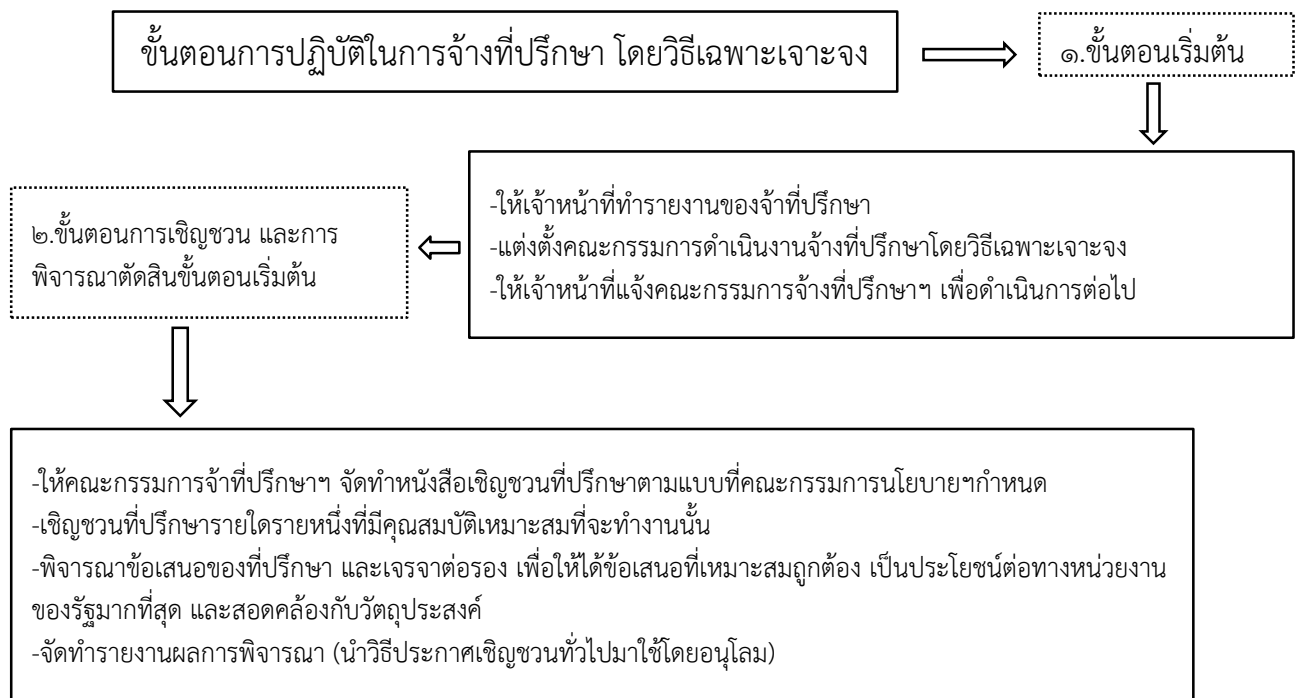 ขั้นตอนการปฏิบัติในการจ้างที่ปรึกษา โดยวิธีเฉพาะเจาะจง
๑.ขั้นตอนเริ่มต้น
-ให้เจ้าหน้าที่ทำรายงานของจ้าที่ปรึกษา
-แต่งตั้งคณะกรรมการดำเนินงานจ้างที่ปรึกษาโดยวิธีเฉพาะเจาะจง
-ให้เจ้าหน้าที่แจ้งคณะกรรมการจ้างที่ปรึกษาฯ เพื่อดำเนินการต่อไป
๒.ขั้นตอนการเชิญชวน และการ
พิจารณาตัดสินขั้นตอนเริ่มต้น
-ให้คณะกรรมการจ้าที่ปรึกษาฯ จัดทำหนังสือเชิญชวนที่ปรึกษาตามแบบที่คณะกรรมการนโยบายฯกำหนด
-เชิญชวนที่ปรึกษารายใดรายหนึ่งที่มีคุณสมบัติเหมาะสมที่จะทำงานนั้น
-พิจารณาข้อเสนอของที่ปรึกษา และเจรจาต่อรอง เพื่อให้ได้ข้อเสนอที่เหมาะสมถูกต้อง เป็นประโยชน์ต่อทางหน่วยงาน
ของรัฐมากที่สุด และสอดคล้องกับวัตถุประสงค์
-จัดทำรายงานผลการพิจารณา (นำวิธีประกาศเชิญชวนทั่วไปมาใช้โดยอนุโลม)